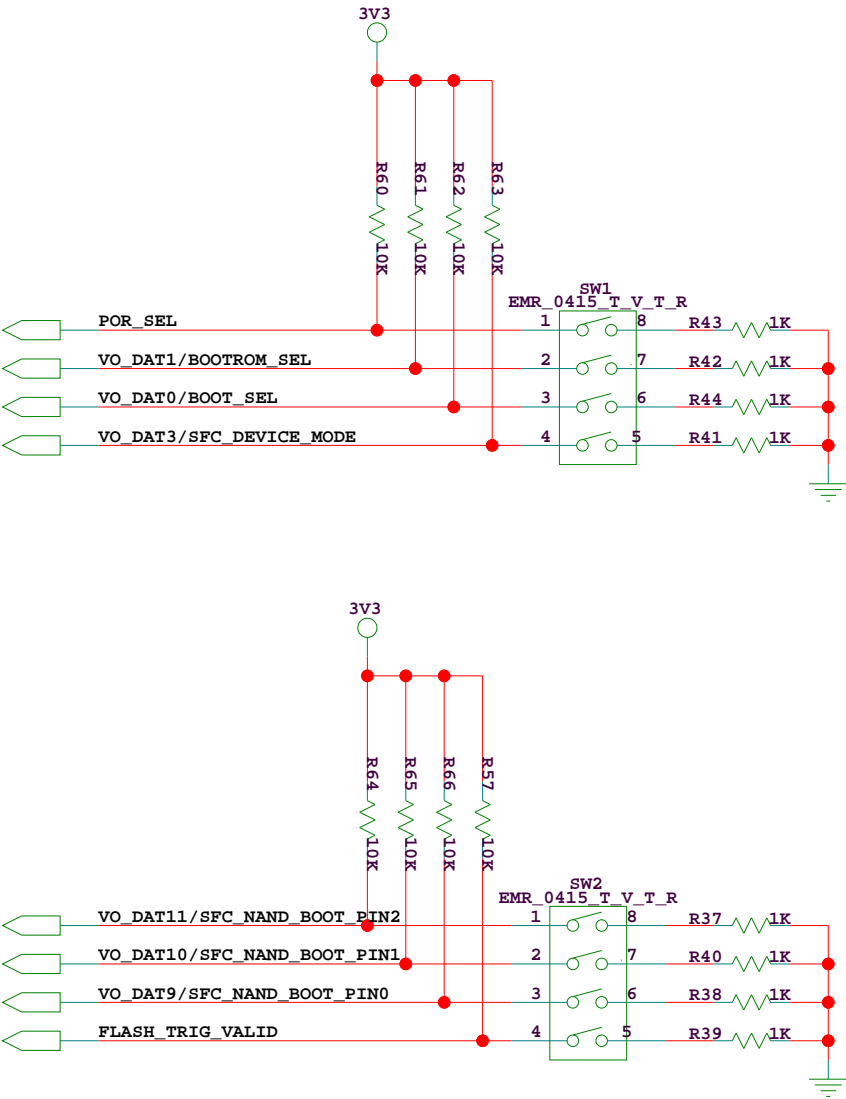 3V3
R60 R61 R62 R63
10K 10K 10K 10K
SW1
EMR_0415_T_V_T_R
POR_SEL 1 8 R43 1K
VO_DAT1/BOOTROM_SEL 2 7 R42 1K
VO_DAT0/BOOT_SEL 3 6 R44 1K
VO_DAT3/SFC_DEVICE_MODE 4 5 R41 1K
3V3
R64 R65 R66 R57
10K 10K 10K 10K
SW2
EMR_0415_T_V_T_R
VO_DAT11/SFC_NAND_BOOT_PIN2 1 8 R37 1K
VO_DAT10/SFC_NAND_BOOT_PIN1 2 7 R40 1K
VO_DAT9/SFC_NAND_BOOT_PIN0 3 6 R38 1K
FLASH_TRIG_VALID 4 5 R39 1K